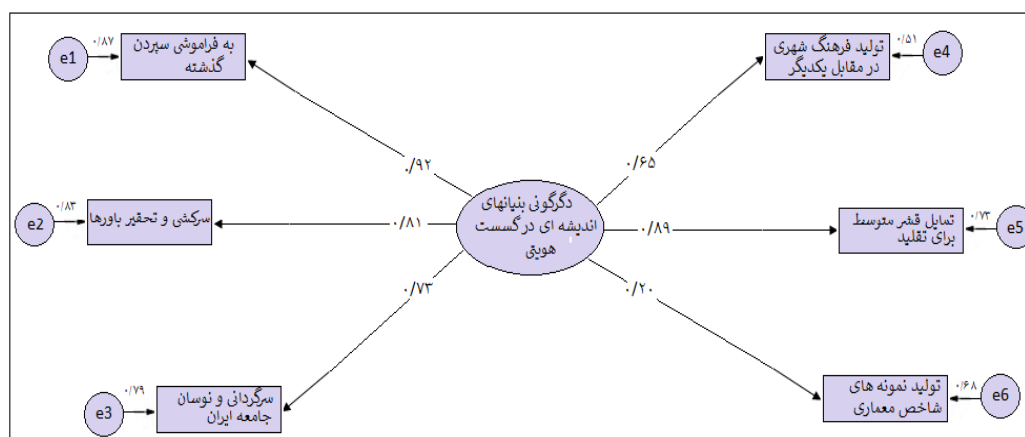 به فراموشی سپردن
گذشته
۰/۸۷
e1
تولید فرهنگ شهری
در مقابل یکدیگر
۰/۵۱
e4
۰/۹۲
۰/۶۵
سرکشی و تحقیر باورها
۰/۸۳
e2
۰/۸۱
دگرگونی بنیانهای
اندیشه ای در گسست
هویتی
۰/۸۹
تمایل قشر متوسط
برای تقلید
۰/۷۳
e5
۰/۷۳
۰/۲۰
سرگردانی و نوسان
جامعه ایران
۰/۷۹
e3
تولید نمونه های
شاخص معماری
۰/۶۸
e6